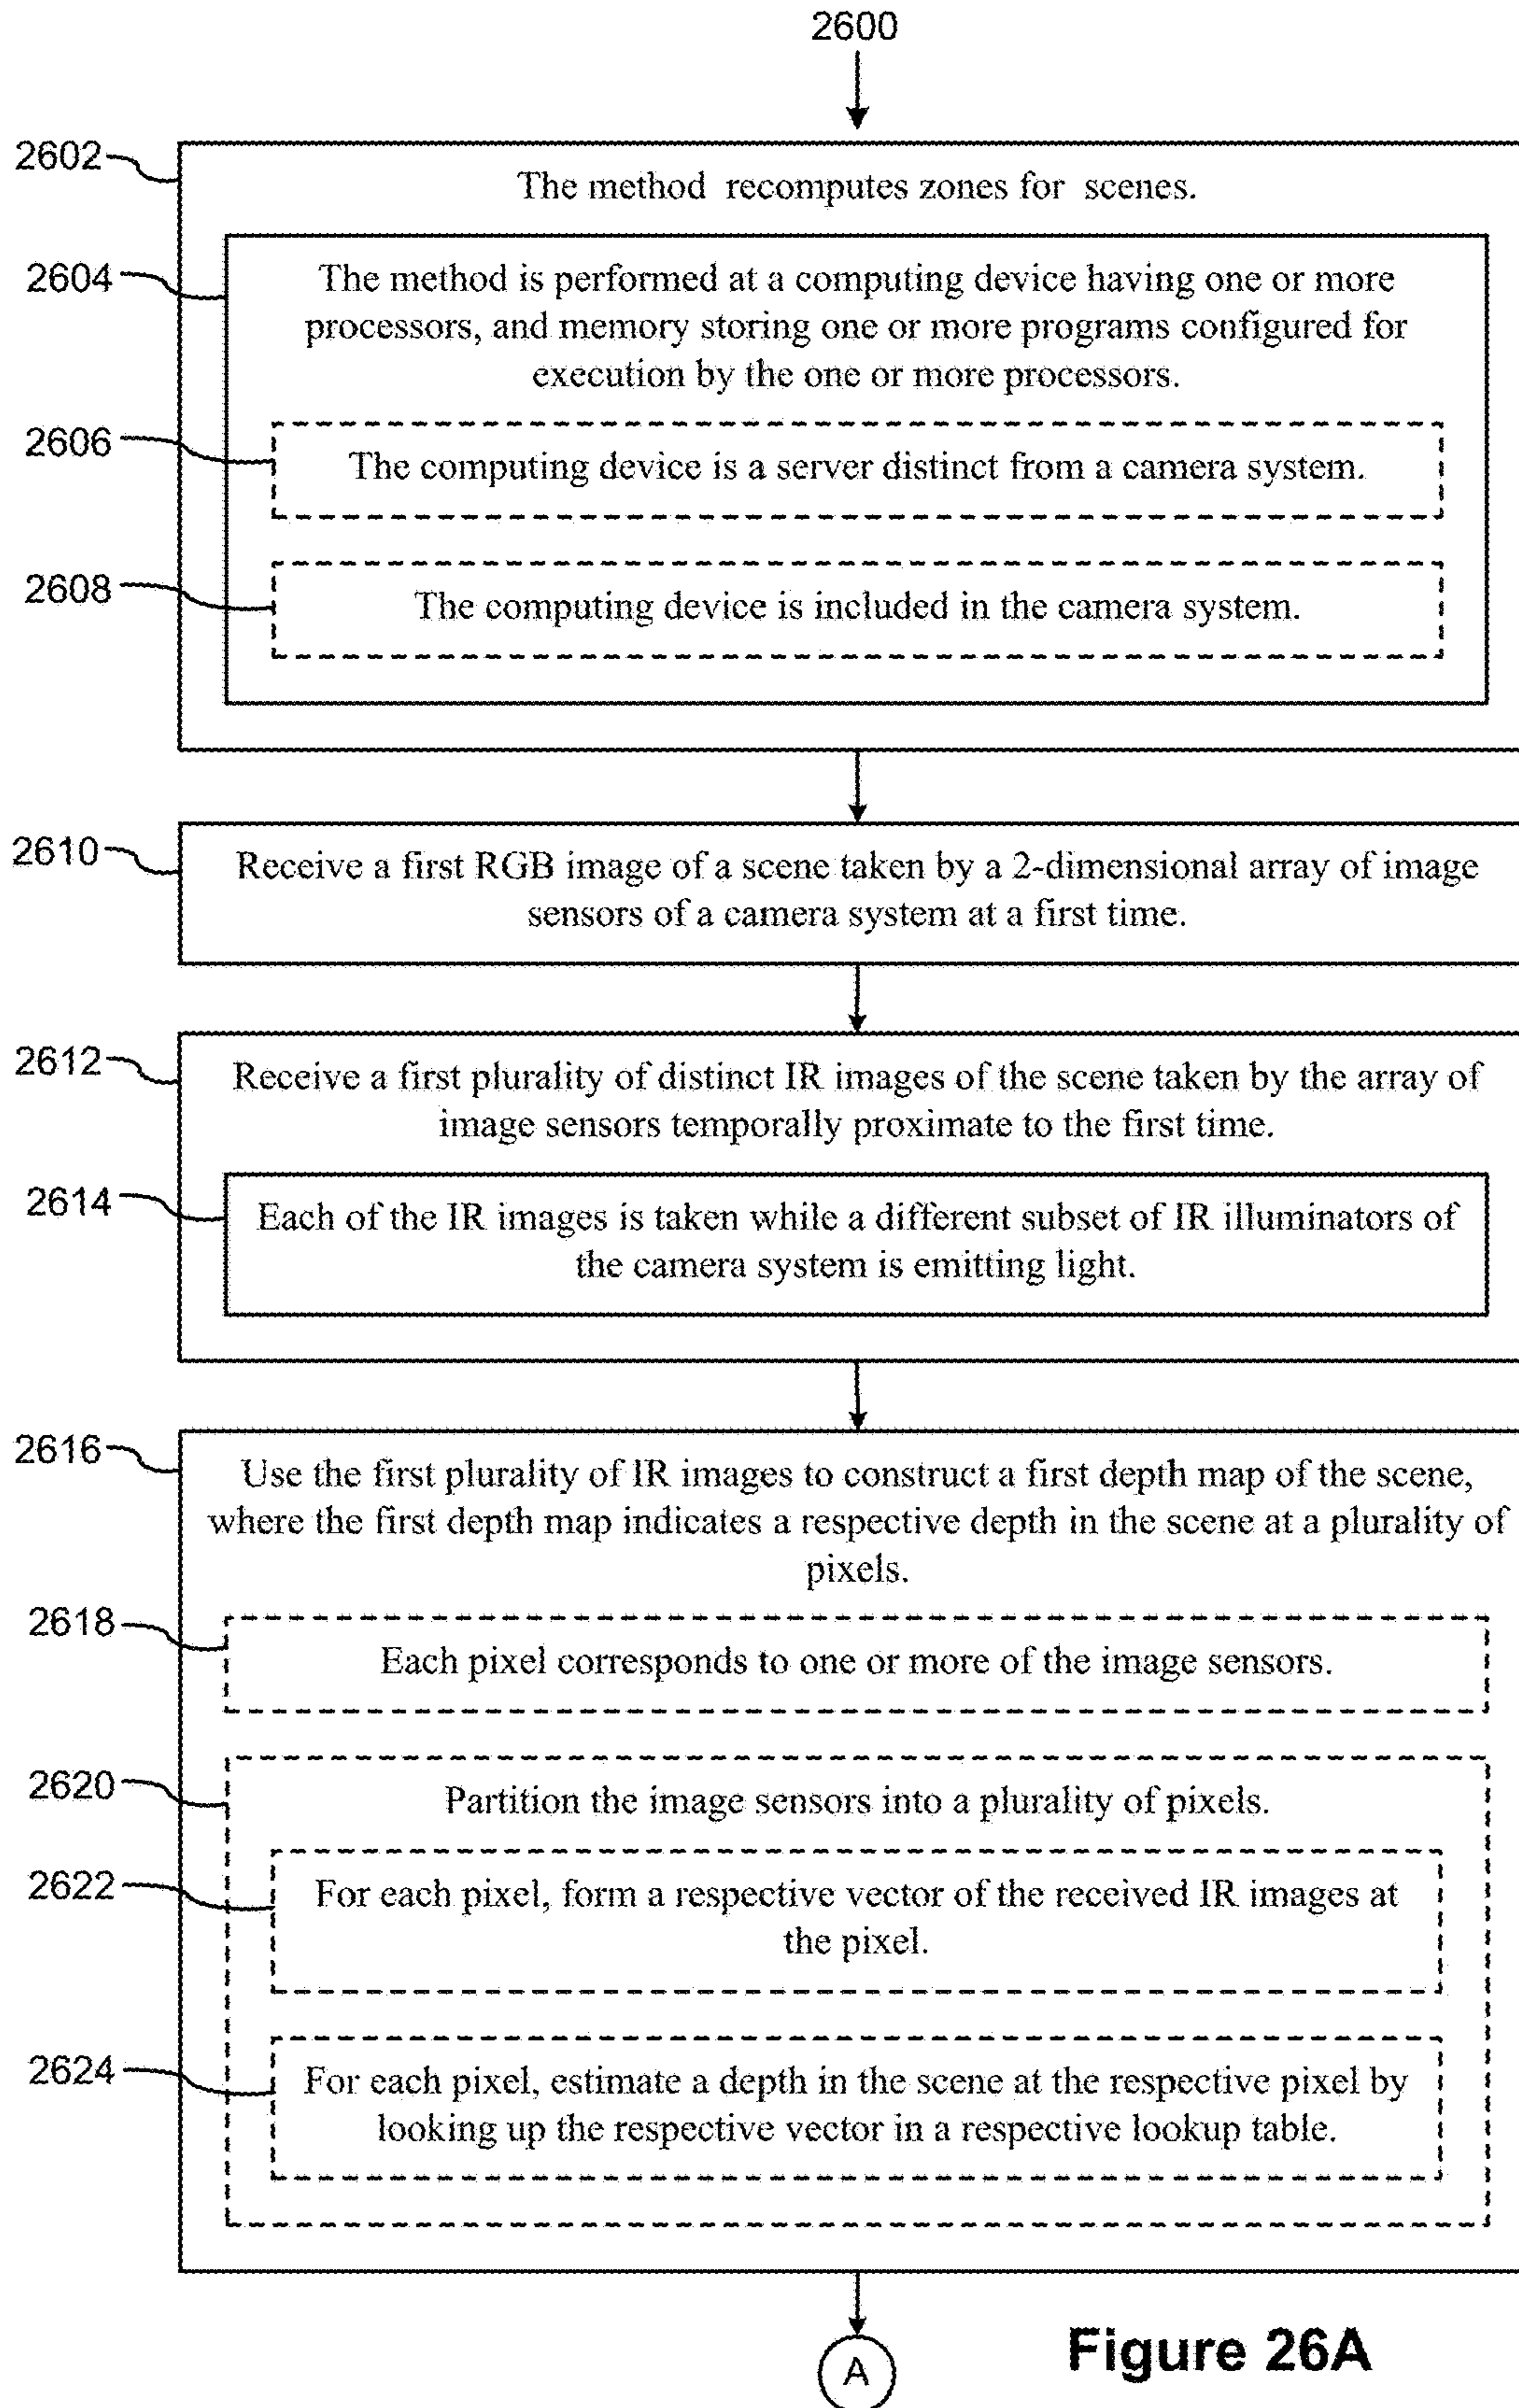 2600
2602
The method recomputes zones for scenes.
2604
The method is performed at a computing device having one or more
processors, and memory storing one or more programs configured for
execution by the one or more processors.
2606
The computing device is a server distinct from a camera system.
2608
The computing device is included in the camera system.
2610
Receive a first RGB image of a scene taken by a 2-dimensional array of image
sensors of a camera system at a first time.
2612
Receive a first plurality of distinct IR images of the scene taken by the array of
image sensors temporally proximate to the first time.
2614
Each of the IR images is taken while a different subset of IR illuminators of
the camera system is emitting light.
2616
Use the first plurality of IR images to construct a first depth map of the scene,
where the first depth map indicates a respective depth in the scene at a plurality of
pixels.
2618
Each pixel corresponds to one or more of the image sensors.
2620
Partition the image sensors into a plurality of pixels.
2622
For each pixel, form a respective vector of the received IR images at
the pixel.
2624
For each pixel, estimate a depth in the scene at the respective pixel by
looking up the respective vector in a respective lookup table.
A
Figure 26A